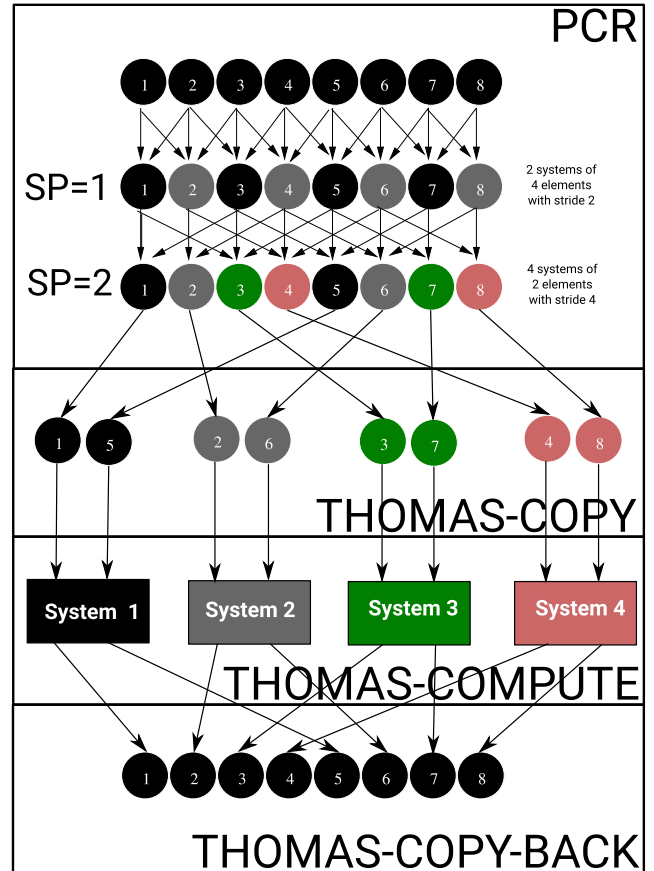 PCR
1 2 3 4 5 6 7 8
SP=1
1 2 3 4 5 6 7 8
2 systems of
4 elements
with stride 2
SP=2
1 2 3 4 5 6 7 8
4 systems of
2 elements
with stride 4
1 5 2 6 3 7 4 8
THOMAS-COPY
System 1 System 2 System 3 System 4
THOMAS-COMPUTE
1 2 3 4 5 6 7 8
THOMAS-COPY-BACK